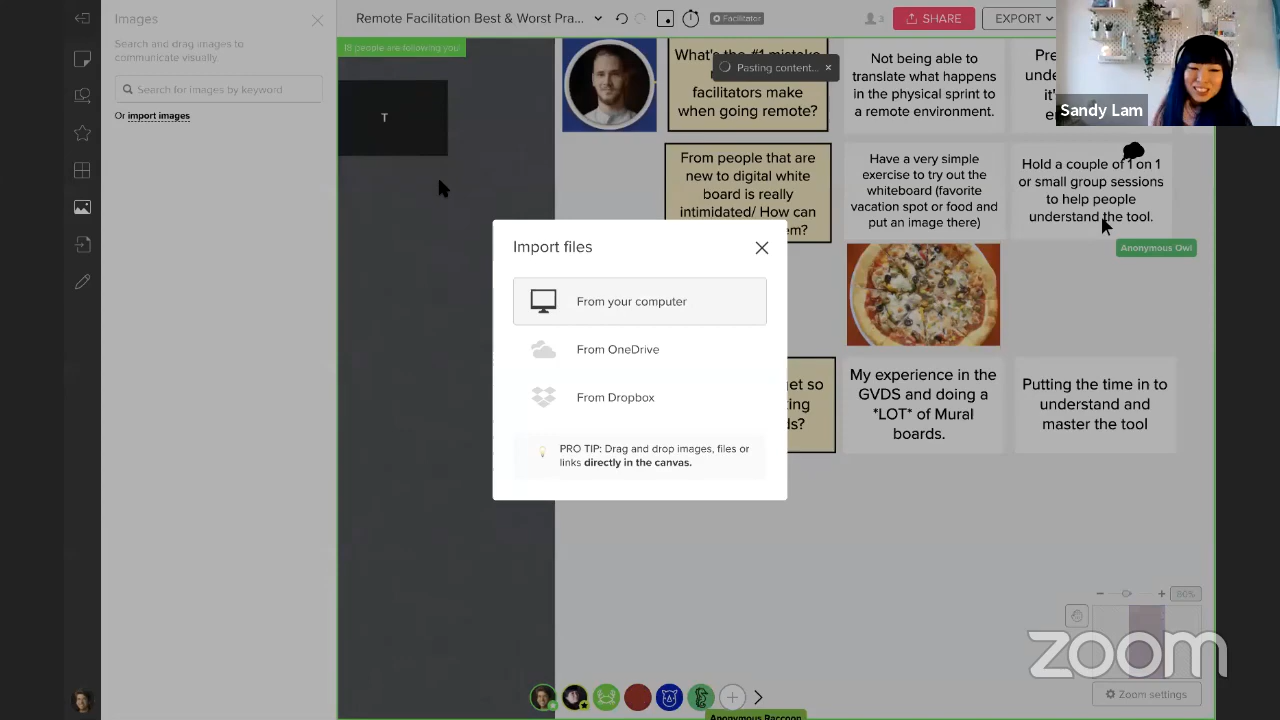 Images
Search and drag images to
communicate visually.
Search for images by keyword
Or import images
Remote Facilitation Best & Worst Pra...
Facilitator
3
SHARE
EXPORT
18 people are following you!
T
Pasting content...
What's the #1 mistake
facilitators make
when going remote?
Not being able to
translate what happens
in the physical sprint to
a remote environment.
Sandy Lam
From people that are
new to digital white
board is really
intimidated/ How can
Have a very simple
exercise to try out the
whiteboard (favorite
vacation spot or food and
put an image there)
Hold a couple of 1 on 1
or small group sessions
to help people
understand the tool.
Anonymous Owl
Import files
From your computer
From OneDrive
From Dropbox
PRO TIP: Drag and drop images, files or
links directly in the canvas.
My experience in the
GVDS and doing a
*LOT* of Mural
boards.
Putting the time in to
understand and
master the tool
80%
zoom
Zoom settings
Anonymous Raccoon